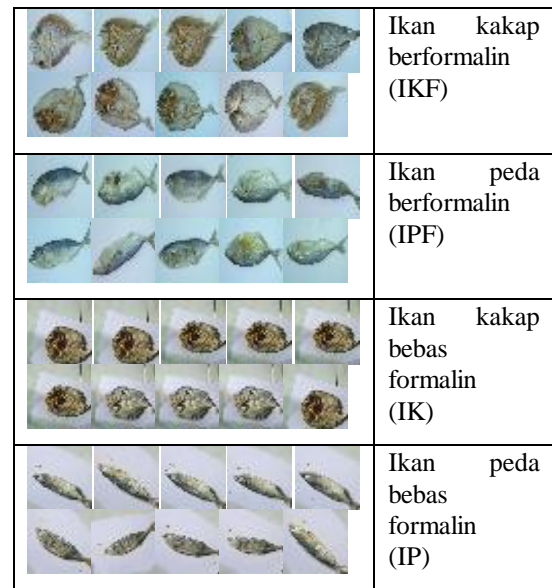 Ikan kakap
berformalin
(IKF)
Ikan peda
berformalin
(IPF)
Ikan kakap
bebas
formalin
(IK)
Ikan peda
bebas
formalin
(IP)